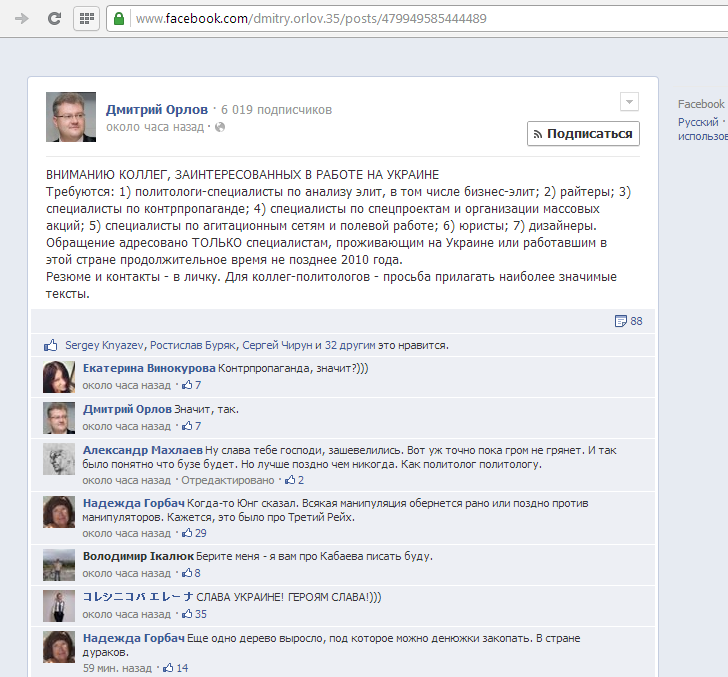 www.facebook.com/dmitry.orlov.35/posts/479949585444489
Дмитрий Орлов · 6 019 подписчиков
около часа назад ·
Подписаться
Facebook
Русский ·
использов
ВНИМАНИЮ КОЛЛЕГ, ЗАИНТЕРЕСОВАННЫХ В РАБОТЕ НА УКРАИНЕ
Требуются: 1) политологи-специалисты по анализу элит, в том числе бизнес-элит; 2) райтеры; 3)
специалисты по контрпропаганде; 4) специалисты по спецпроектам и организации массовых
акций; 5) специалисты по агитационным сетям и полевой работе; 6) юристы; 7) дизайнеры.
Обращение адресовано ТОЛЬКО специалистам, проживающим на Украине или работавшим в
этой стране продолжительное время не позднее 2010 года.
Резюме и контакты - в личку. Для коллег-политологов - просьба прилагать наиболее значимые
тексты.
88
Sergey Knyazev, Ростислав Буряк, Сергей Чирун и 32 другим это нравится.
Екатерина Винокурова Контрпропаганда, значит?)))
около часа назад · 7
Дмитрий Орлов Значит, так.
около часа назад · 7
Александр Махлаев Ну слава тебе господи, зашевелились. Вот уж точно пока гром не грянет. И так
было понятно что бузе будет. Но лучше поздно чем никогда. Как политолог политологу.
около часа назад · Отредактировано · 2
Надежда Горбач Когда-то Юнг сказал. Всякая манипуляция обернется рано или поздно против
манипуляторов. Кажется, это было про Третий Рейх.
около часа назад · 29
Володимир Ікалюк Берите меня - я вам про Кабаева писать буду.
около часа назад · 8
コレシニコバ エレーナ СЛАВА УКРАИНЕ! ГЕРОЯМ СЛАВА!)))
около часа назад · 35
Надежда Горбач Еще одно дерево выросло, под которое можно денюжки закопать. В стране
дураков.
59 мин. назад · 14